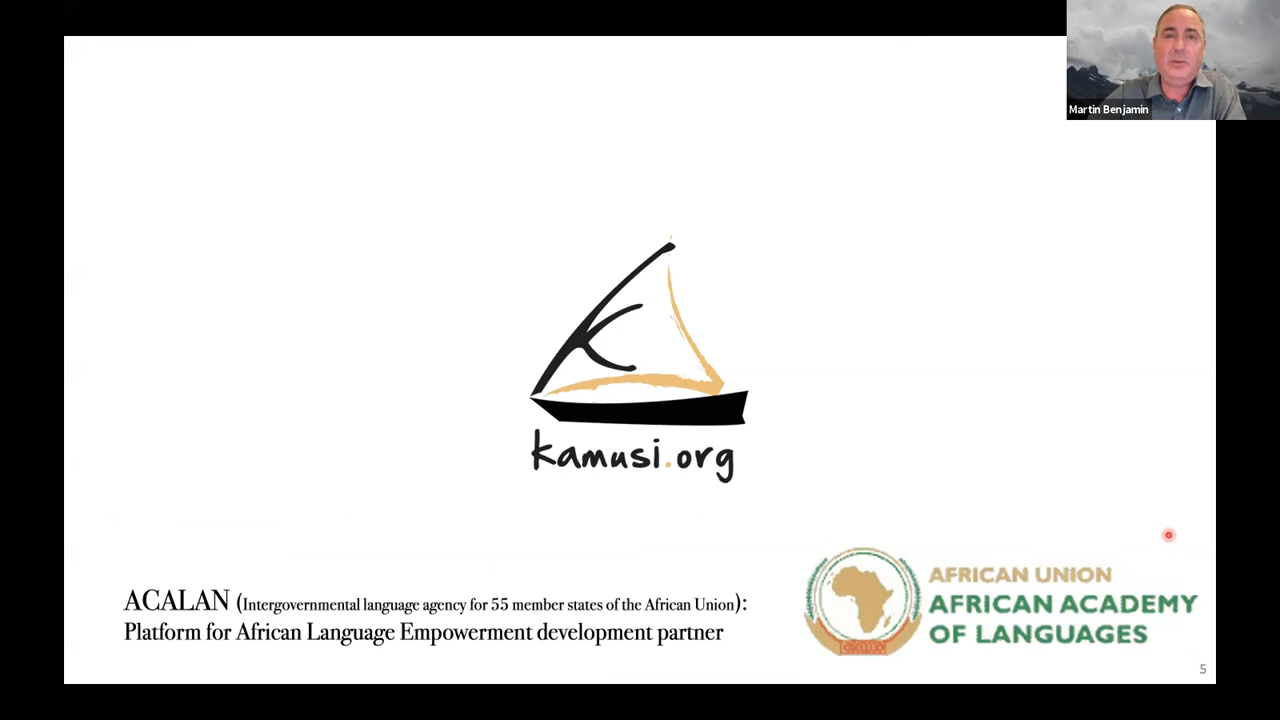 Martin Benjamin
kamusi.org
ACALAN (Intergovernmental language agency for 55 member states of the African Union):
Platform for African Language Empowerment development partner
AFRICAN UNION
AFRICAN ACADEMY
OF LANGUAGES
5